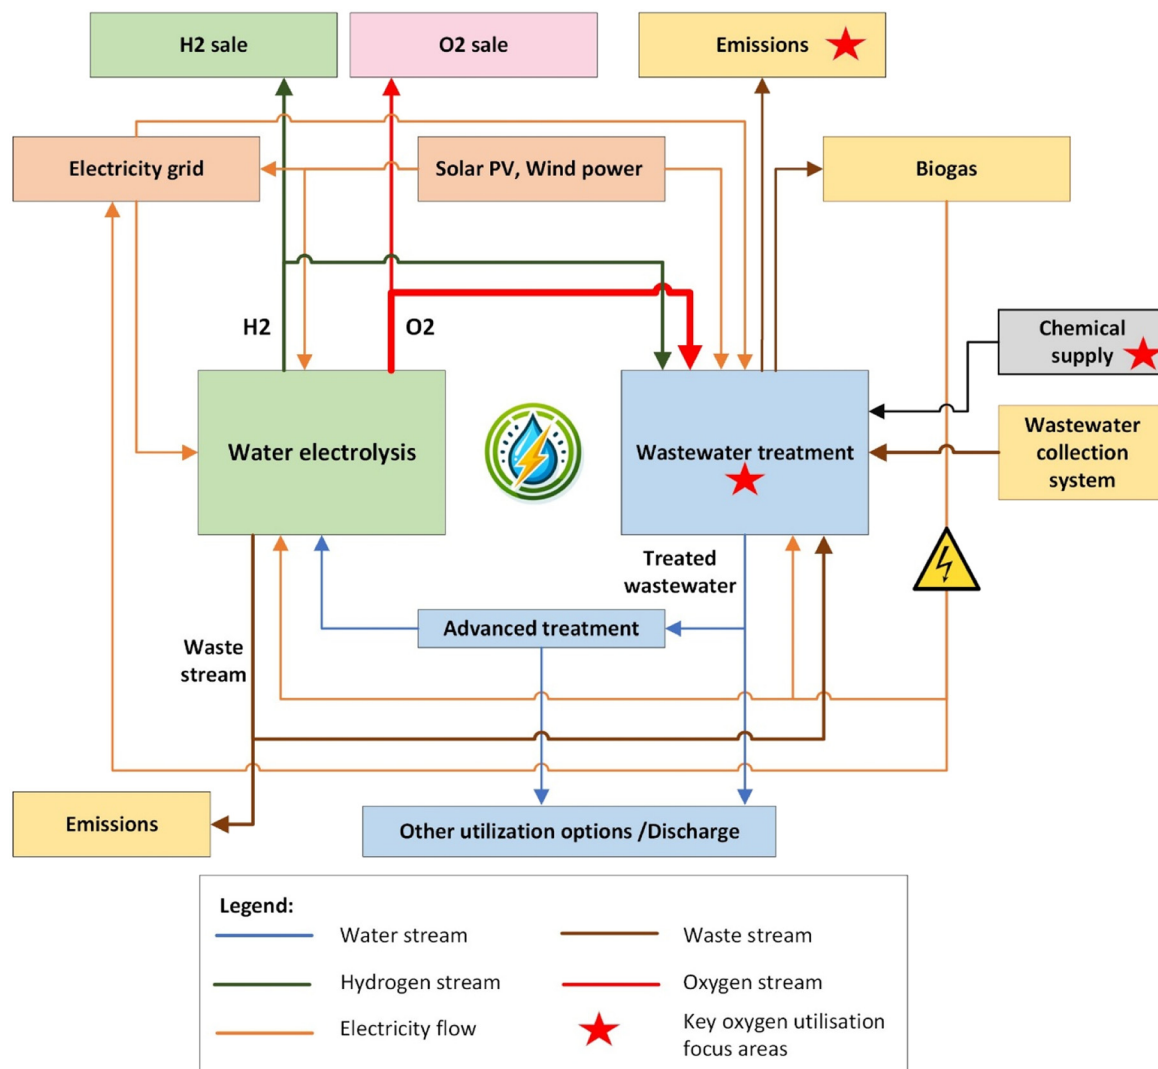 H2 sale
O2 sale
Emissions
Electricity grid
Solar PV, Wind power
Biogas
H2
O2
Chemical
supply
Water electrolysis
Wastewater treatment
Wastewater
collection
system
Treated
wastewater
Advanced treatment
Waste
stream
Emissions
Other utilization options /Discharge
Legend:
Water stream
Waste stream
Hydrogen stream
Oxygen stream
Electricity flow
Key oxygen utilisation
focus areas